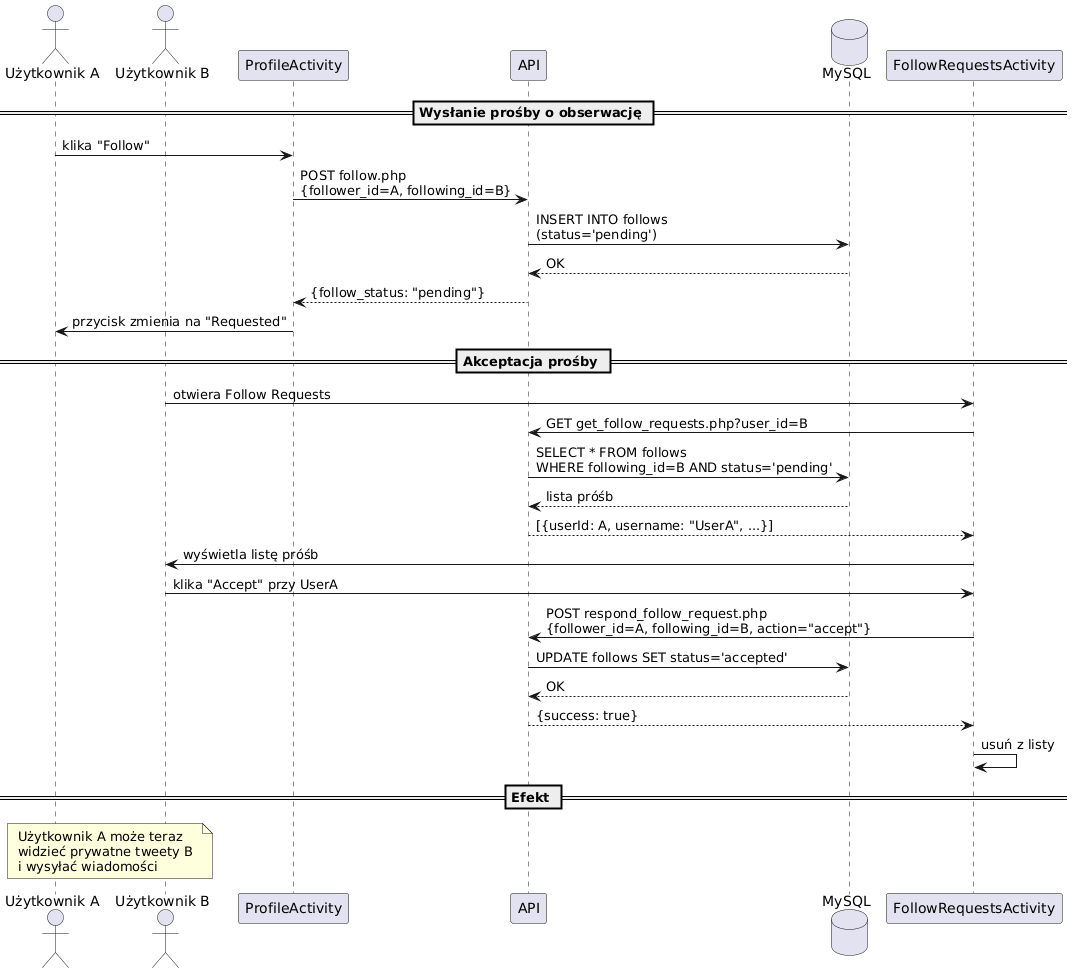 Użytkownik A
Użytkownik B
ProfileActivity
API
MySQL
FollowRequestsActivity
Wysłanie prośby o obserwację
klika "Follow"
POST follow.php
{follower_id=A, following_id=B}
INSERT INTO follows
(status='pending')
OK
{follow_status: "pending"}
przycisk zmienia na "Requested"
Akceptacja prośby
otwiera Follow Requests
GET get_follow_requests.php?user_id=B
SELECT * FROM follows
WHERE following_id=B AND status='pending'
lista próśb
[{userId: A, username: "UserA", ...}]
wyświetla listę próśb
klika "Accept" przy UserA
POST respond_follow_request.php
{follower_id=A, following_id=B, action="accept"}
UPDATE follows SET status='accepted'
OK
{success: true}
usuń z listy
Efekt
Użytkownik A może teraz
widzieć prywatne tweety B
i wysyłać wiadomości
Użytkownik A
Użytkownik B
ProfileActivity
API
MySQL
FollowRequestsActivity